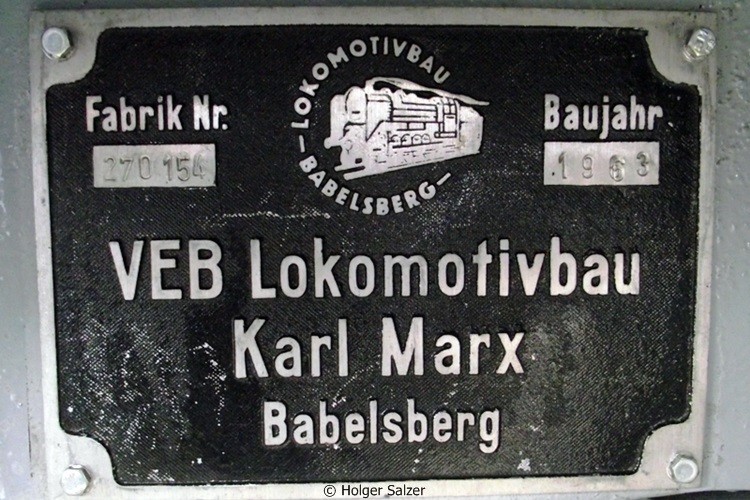 LOKOMOTIVBAU
BABELSBERG
Fabrik Nr.
270 154
Baujahr
1963
VEB Lokomotivbau
Karl Marx
Babelsberg
© Holger Salzer